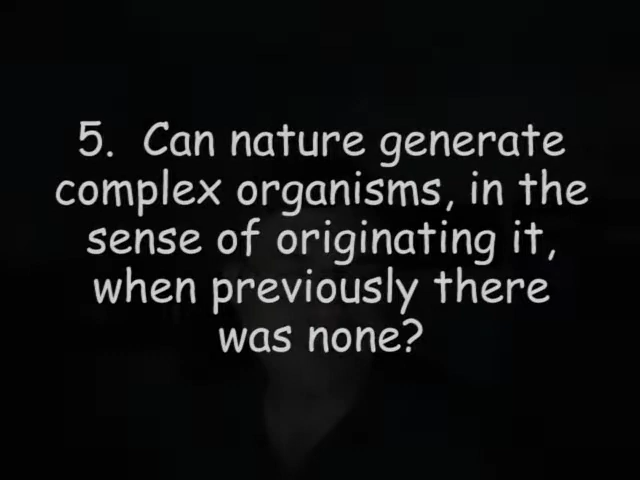 5. Can nature generate
complex organisms, in the
sense of originating it,
when previously there
was none?